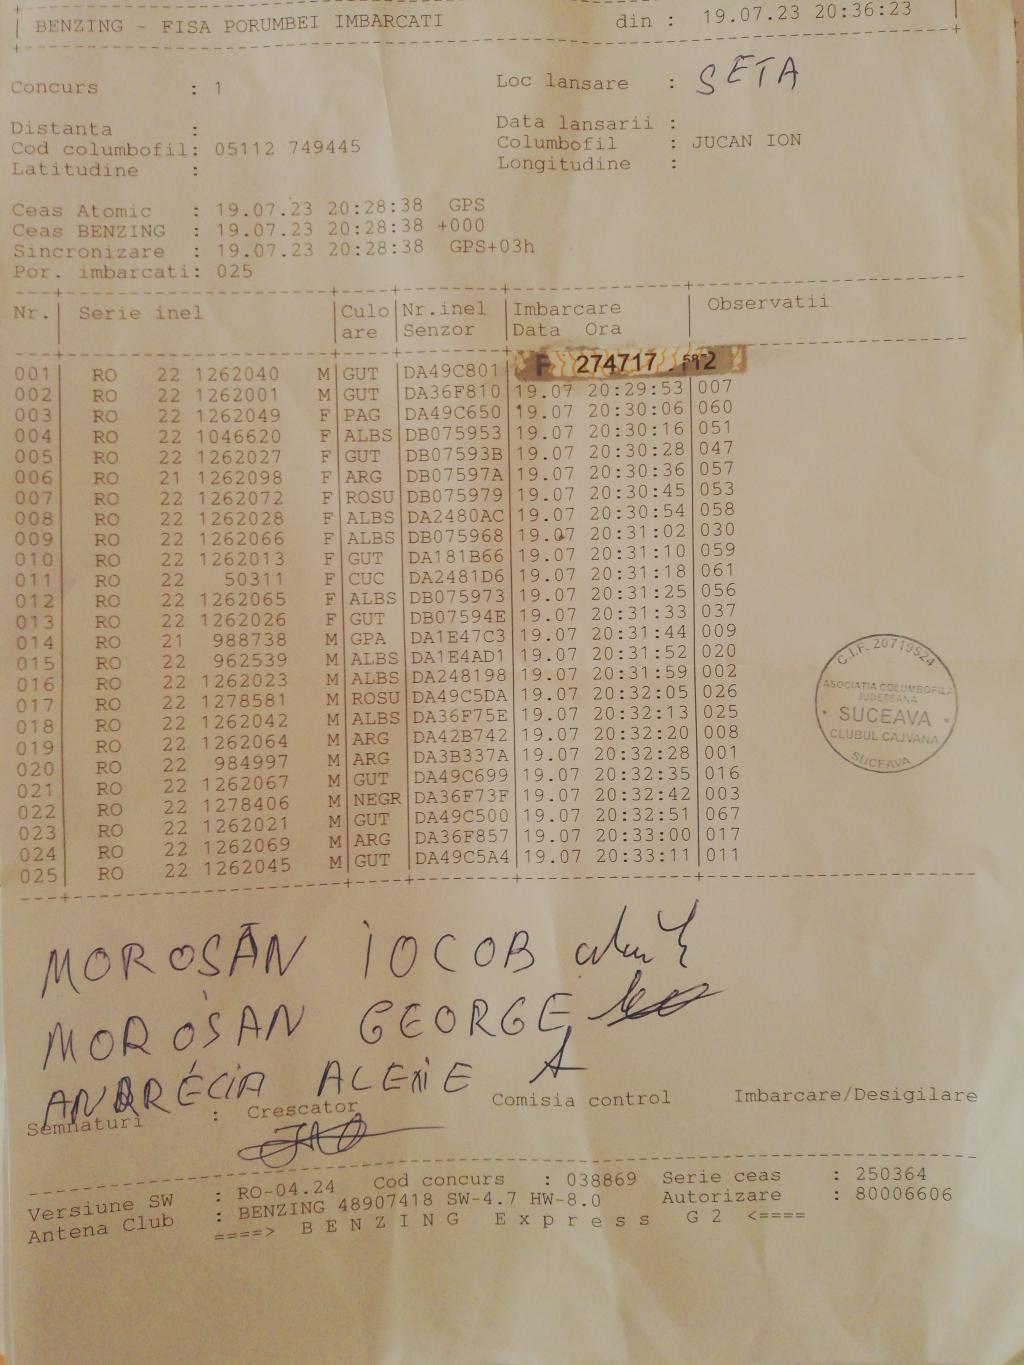 BENZING - FISA PORUMBEI IMBARCATI din : 19.07.23 20:36:23
Concurs : 1 Loc lansare : SETA
Distanta : Data lansarii :
Cod columbofil: 05112 749445 Columbofil : JUCAN ION
Latitudine : Longitudine :
Ceas Atomic : 19.07.23 20:28:38 GPS
Ceas BENZING : 19.07.23 20:28:38 +000
Sincronizare : 19.07.23 20:28:38 GPS+03h
Por. imbarcati: 025
Nr. Serie inel Culo Nr.inel Imbarcare Observatii
are Senzor Data Ora
001 RO 22 1262040 M GUT DA49C801 F 274717
002 RO 22 1262001 M GUT DA36F810 19.07 20:29:53 007
003 RO 22 1262049 F PAG DA49C650 19.07 20:30:06 060
004 RO 22 1046620 F ALBS DB075953 19.07 20:30:16 051
005 RO 22 1262027 F GUT DB07593B 19.07 20:30:28 047
006 RO 21 1262098 F ARG DB07597A 19.07 20:30:36 057
007 RO 22 1262072 F ROSU DB075979 19.07 20:30:45 053
008 RO 22 1262028 F ALBS DA2480AC 19.07 20:30:54 058
009 RO 22 1262066 F ALBS DB075968 19.07 20:31:02 030
010 RO 22 1262013 F GUT DA181B66 19.07 20:31:10 059
011 RO 22 50311 F CUC DA2481D6 19.07 20:31:18 061
012 RO 22 1262065 F ALBS DB075973 19.07 20:31:25 056
013 RO 22 1262026 F GUT DB07594E 19.07 20:31:33 037
014 RO 21 988738 M GPA DA1E47C3 19.07 20:31:44 009
015 RO 22 962539 M ALBS DA1E4AD1 19.07 20:31:52 020
016 RO 22 1262023 M ALBS DA248198 19.07 20:31:59 002
017 RO 22 1278581 M ROSU DA49C5DA 19.07 20:32:05 026
018 RO 22 1262042 M ALBS DA36F75E 19.07 20:32:13 025
019 RO 22 1262064 M ARG DA42B742 19.07 20:32:20 008
020 RO 22 984997 M ARG DA3B337A 19.07 20:32:28 001
021 RO 22 1262067 M GUT DA49C699 19.07 20:32:35 016
022 RO 22 1278406 M NEGR DA36F73F 19.07 20:32:42 003
023 RO 22 1262021 M GUT DA49C500 19.07 20:32:51 067
024 RO 22 1262069 M ARG DA36F857 19.07 20:33:00 017
025 RO 22 1262045 M GUT DA49C5A4 19.07 20:33:11 011
C.I.F. 20719524
ASOCIATIA COLUMBOFILA
JUDETEANA
SUCEAVA
CLUBUL CAJVANA
SUCEAVA
MOROȘAN IOCOB
MOROȘAN GEORGE
Semnaturi : Crescator Comisia control Imbarcare/Desigilare
Versiune SW : RO-04.24 Cod concurs : 038869 Serie ceas : 250364
Antena Club : BENZING 48907418 SW-4.7 HW-8.0 Autorizare : 80006606
====> B E N Z I N G E x p r e s s G 2 <====